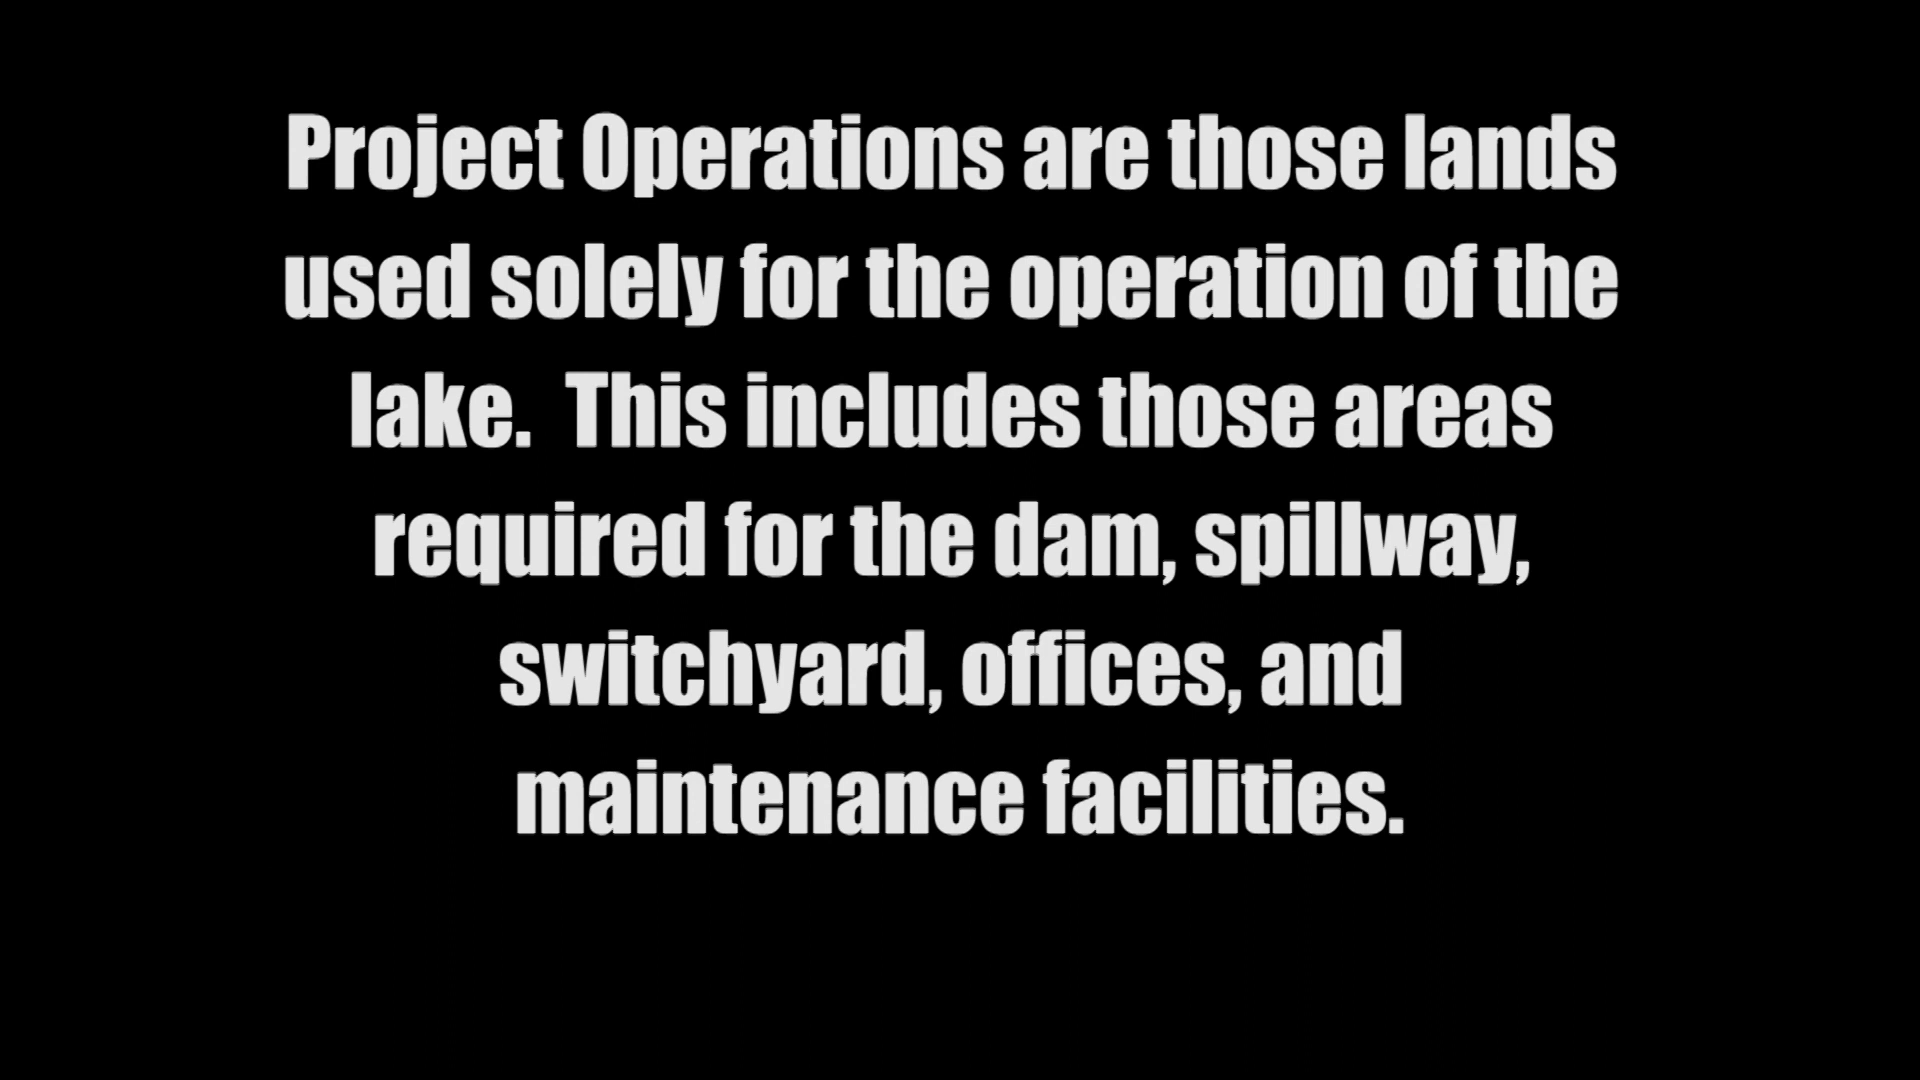 Project Operations are those lands
used solely for the operation of the
lake.  This includes those areas
required for the dam, spillway,
switchyard, offices, and
maintenance facilities.